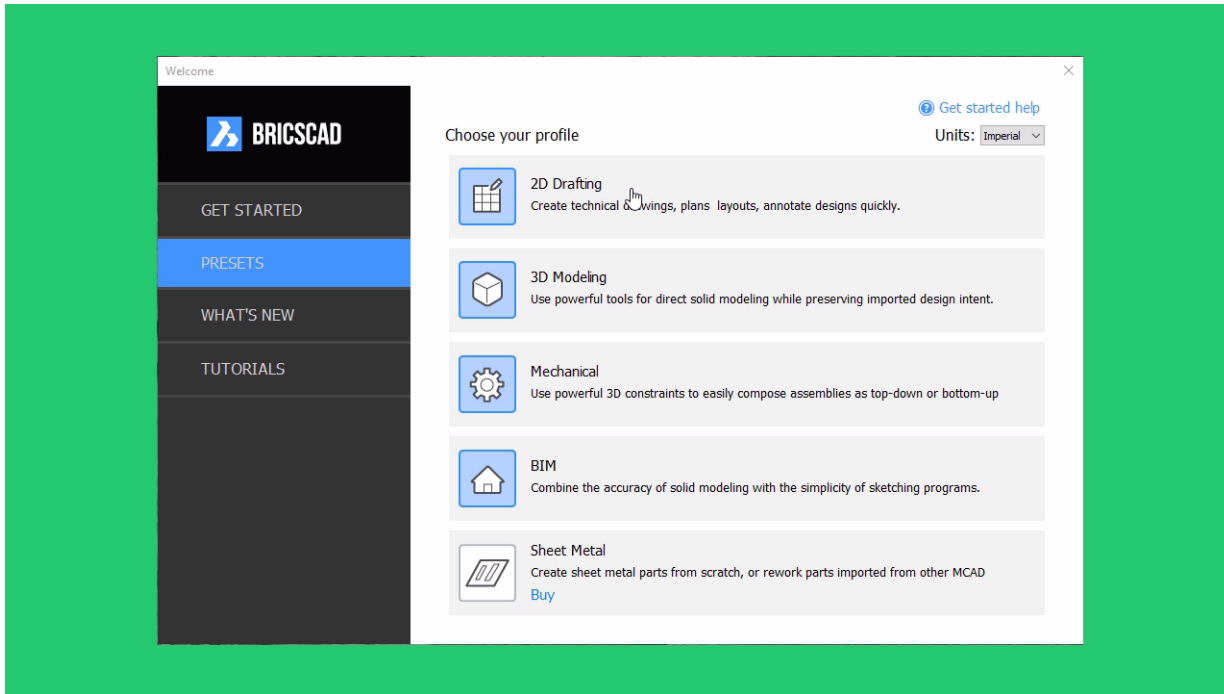 Welcome
BRICSCAD
GET STARTED
PRESETS
WHAT'S NEW
TUTORIALS
Get started help
Choose your profile
Units: Imperial
2D Drafting
Create technical drawings, plans  layouts, annotate designs quickly.
3D Modeling
Use powerful tools for direct solid modeling while preserving imported design intent.
Mechanical
Use powerful 3D constraints to easily compose assemblies as top-down or bottom-up
BIM
Combine the accuracy of solid modeling with the simplicity of sketching programs.
Sheet Metal
Create sheet metal parts from scratch, or rework parts imported from other MCAD
Buy